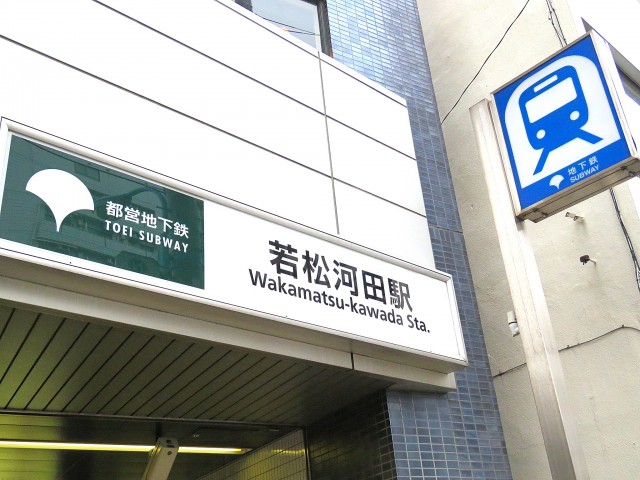 都営地下鉄
TOEI SUBWAY
若松河田駅
Wakamatsu-kawada Sta.
地下鉄
SUBWAY